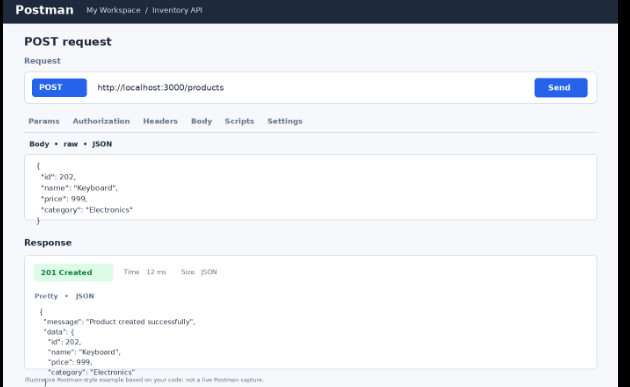 Postman My Workspace / Inventory API
POST request
Request
POST http://localhost:3000/products Send
Params Authorization Headers Body Scripts Settings
Body • raw • JSON
{
"id": 202,
"name": "Keyboard",
"price": 999,
"category": "Electronics"
}
Response
201 Created Time 12 ms Size JSON
Pretty • JSON
{
"message": "Product created successfully",
"data": {
"id": 202,
"name": "Keyboard",
"price": 999,
"category": "Electronics"
Illustrative Postman-style example based on your code; not a live Postman capture.
}